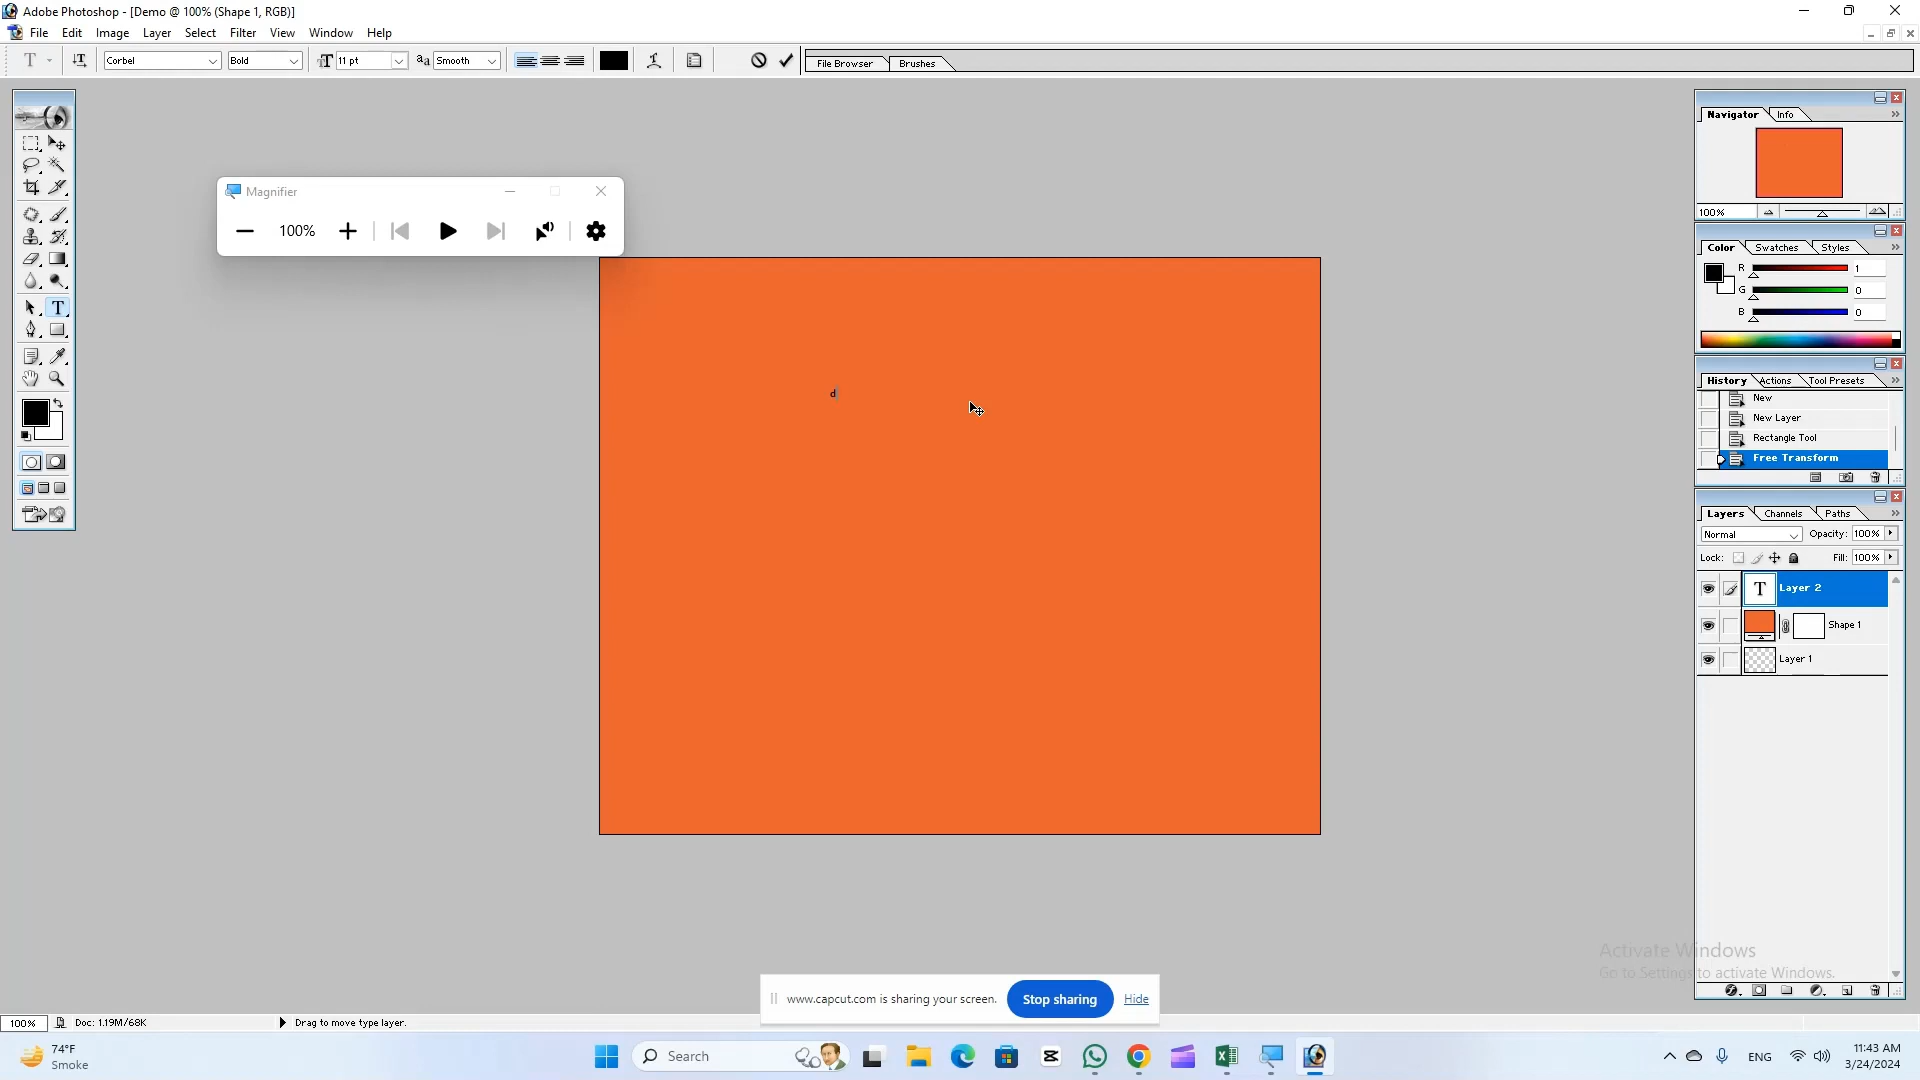 Adobe Photoshop - [Demo @ 100% (Shape 1, RGB)]
File Edit Image Layer Select Filter View Window Help
T Corbel Bold T 11 pt aa Smooth File Browser Brushes
Magnifier
100%
d
T
Navigator Info
100%
Color Swatches Styles
R 1
G 0
B 0
History Actions Tool Presets
New
New Layer
Rectangle Tool
Free Transform
Layers Channels Paths
Normal Opacity: 100%
Lock: Fill: 100%
T Layer 2
Shape 1
Layer 1
Activate Windows
Go to Settings to activate Windows.
www.capcut.com is sharing your screen. Stop sharing Hide
100% Doc: 1.19M/68K Drag to move type layer.
74°F
Smoke
Search
ENG
11:43 AM
3/24/2024